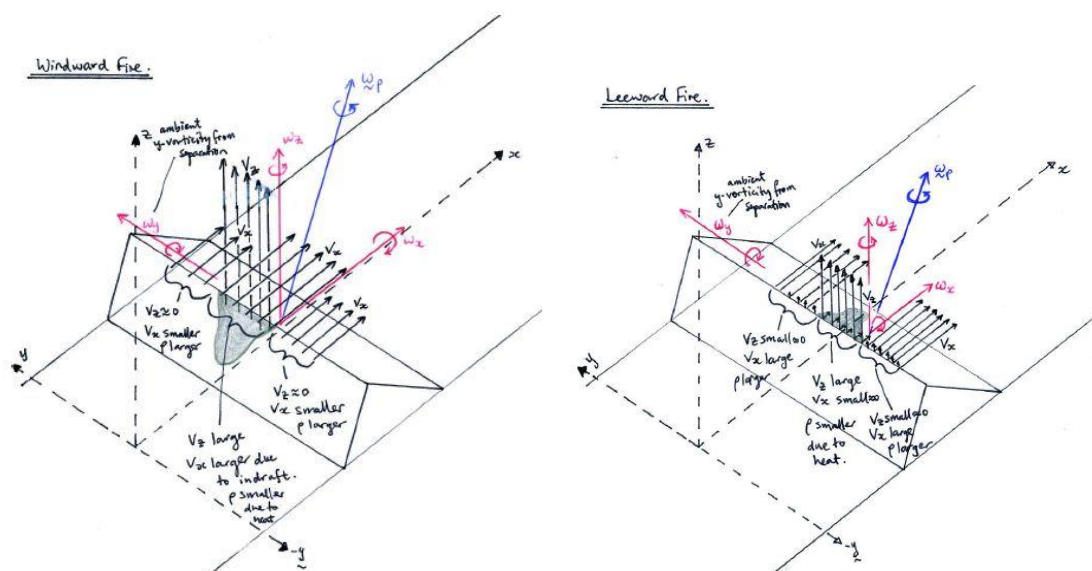 Windward Fire.
z
ambient
y-vorticity from
separation
ωy
Vz
ωz
ωp
x
Vx
ωx
Vx
Vz≈0
Vx smaller
ρ larger
Vz≈0
Vx smaller
ρ larger
Vz large
Vx larger due
to indraft.
ρ smaller
due to
heat
y
-y
Leeward Fire.
z
ambient
y-vorticity from
separation
ωy
ωz
ωp
x
Vx
Vz
ωx
Vx
Vz small≈0
Vx large
ρ larger
Vz large
Vx small≈0
ρ smaller
due to
heat.
Vz small≈0
Vx large
ρ larger
y
-y